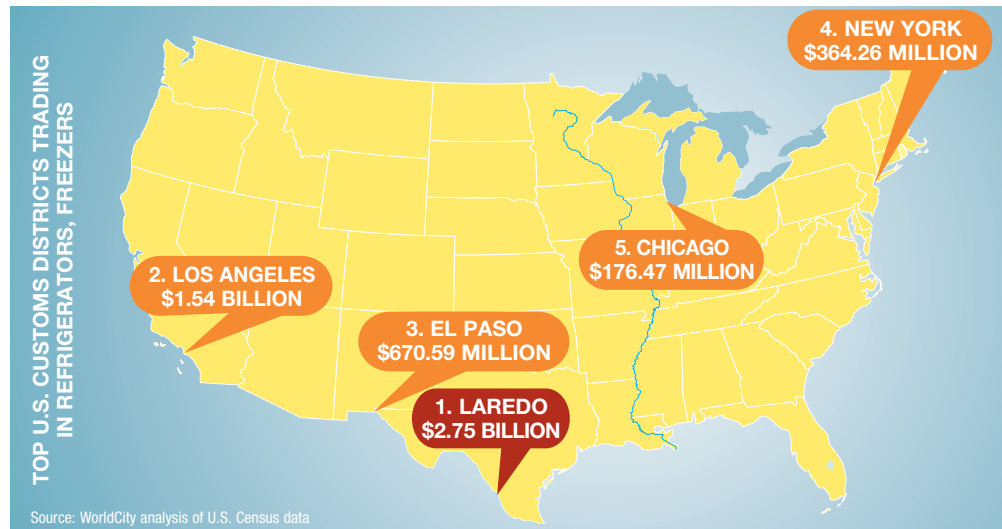 TOP U.S. CUSTOMS DISTRICTS TRADING
IN REFRIGERATORS, FREEZERS
4. NEW YORK
$364.26 MILLION
5. CHICAGO
$176.47 MILLION
2. LOS ANGELES
$1.54 BILLION
3. EL PASO
$670.59 MILLION
1. LAREDO
$2.75 BILLION
Source: WorldCity analysis of U.S. Census data